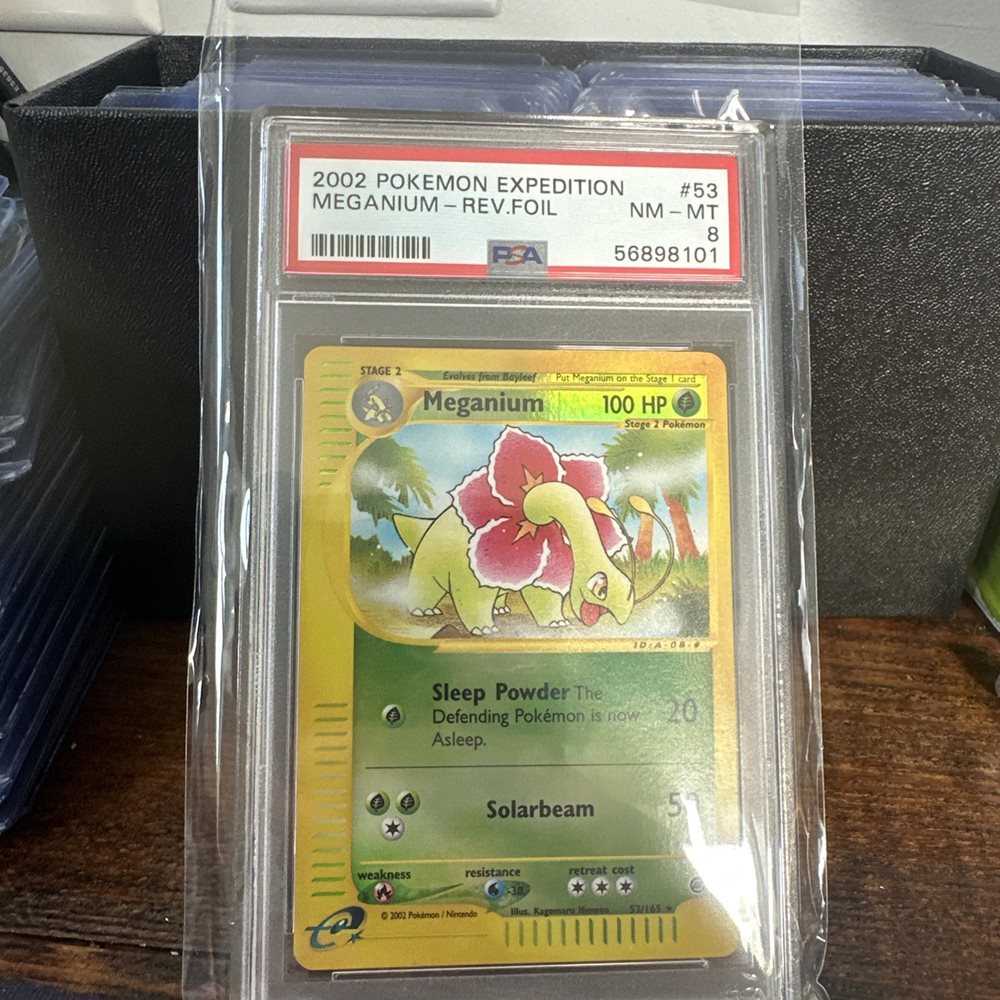 2002 POKEMON EXPEDITION #53
MEGANIUM - REV.FOIL NM - MT
8
PSA 56898101
STAGE 2
Evolves from Bayleef Put Meganium on the Stage 1 card
Meganium 100 HP
Stage 2 Pokémon
ID-A-OB-#
Sleep Powder The
Defending Pokémon is now 20
Asleep.
Solarbeam
weakness resistance retreat cost
-30
© 2002 Pokémon / Nintendo Illus. Kagemaru Himeno 53/165 ★
e